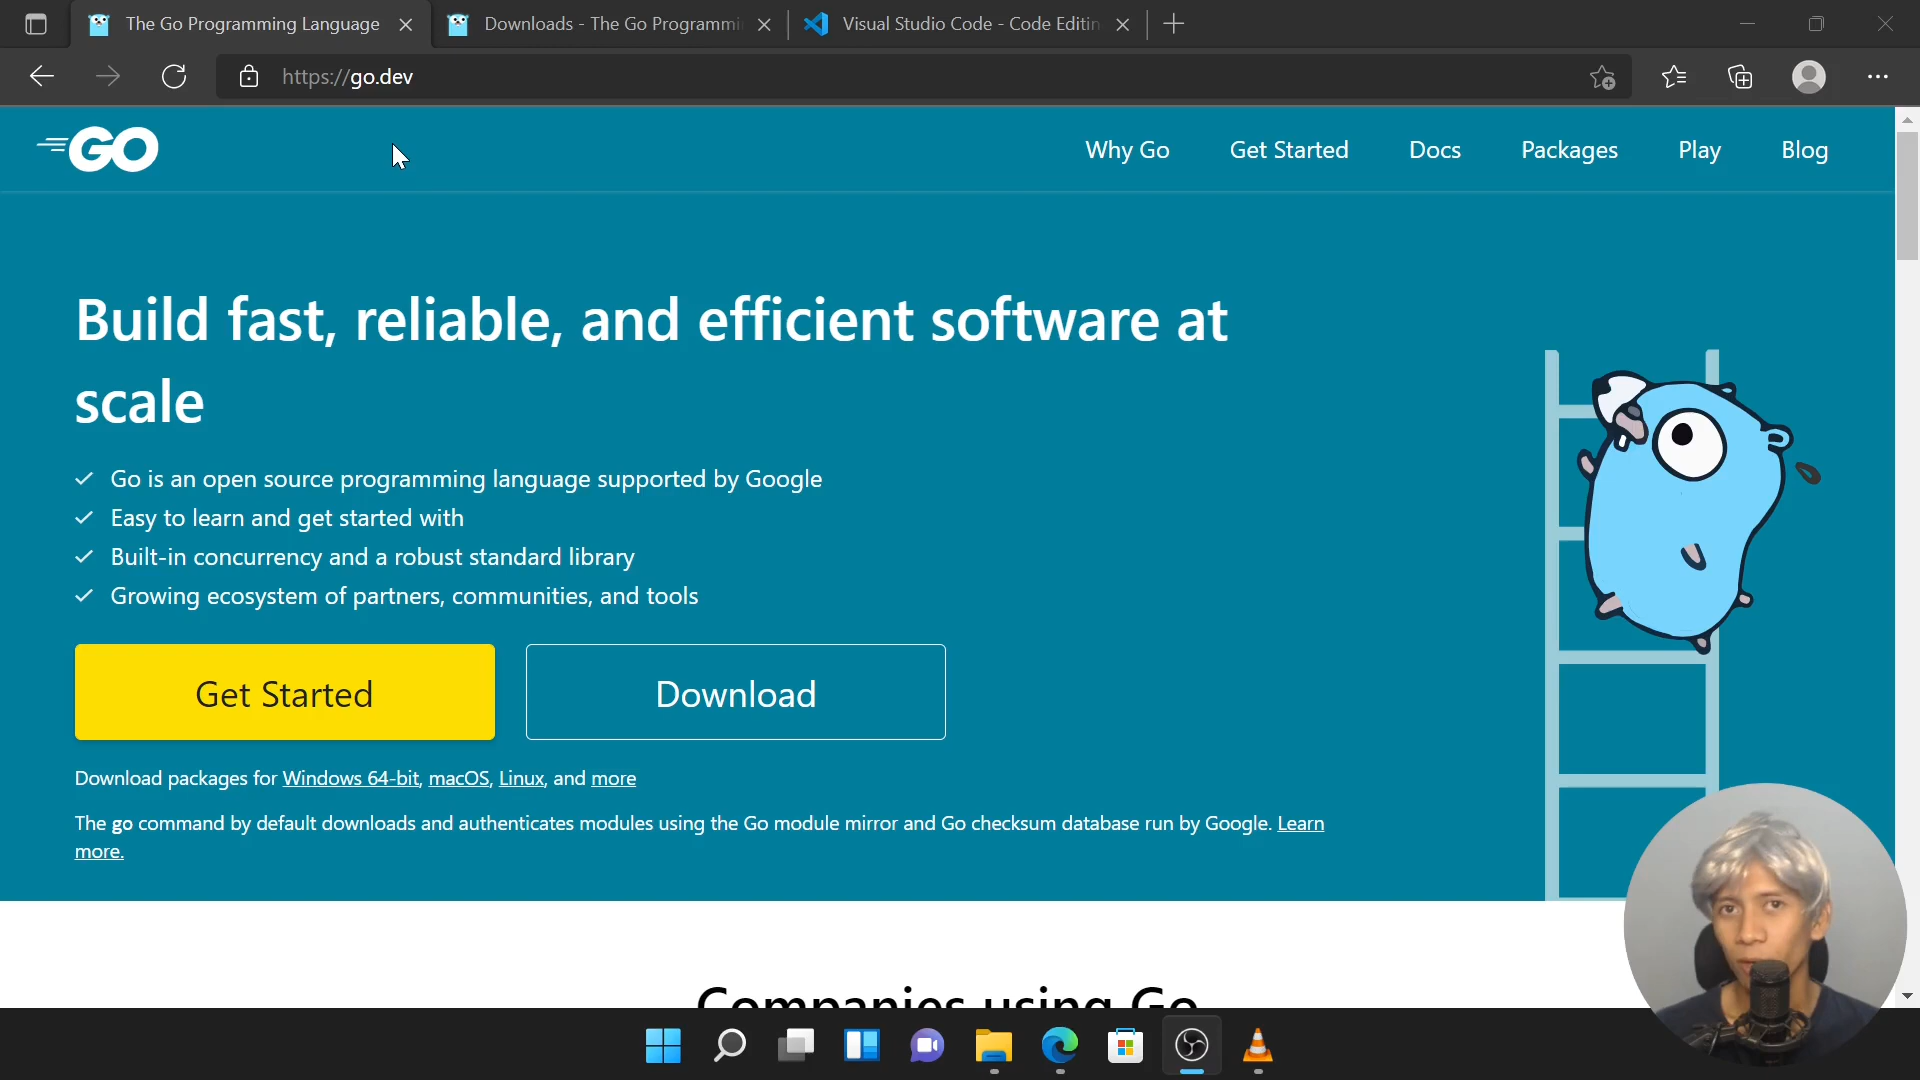 The Go Programming Language
Downloads - The Go Programmi
Visual Studio Code - Code Editin
https://go.dev
GO
Why Go
Get Started
Docs
Packages
Play
Blog
Build fast, reliable, and efficient software at
scale
Go is an open source programming language supported by Google
Easy to learn and get started with
Built-in concurrency and a robust standard library
Growing ecosystem of partners, communities, and tools
Get Started
Download
Download packages for Windows 64-bit, macOS, Linux, and more
The go command by default downloads and authenticates modules using the Go module mirror and Go checksum database run by Google. Learn
more.
Companies using Go